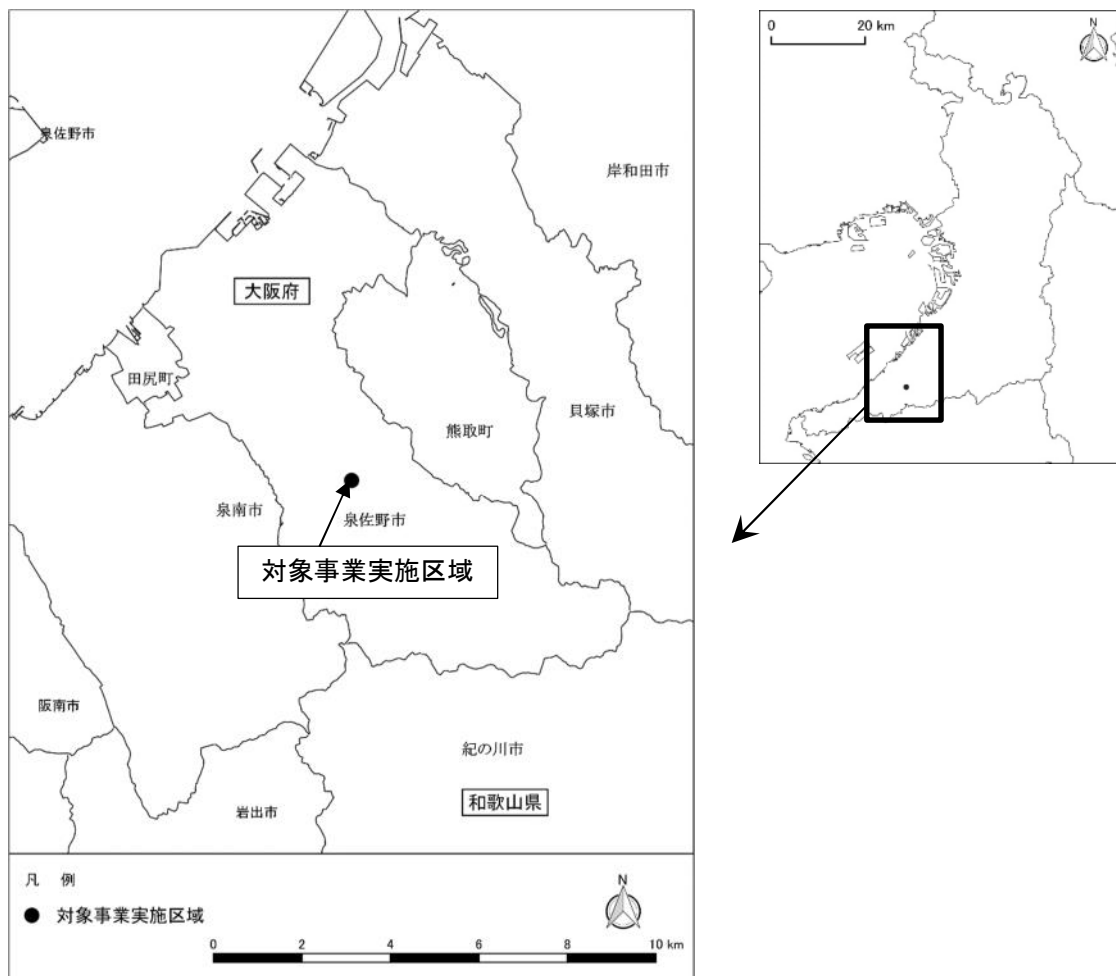 泉佐野市
岸和田市
大阪府
田尻町
貝塚市
熊取町
泉南市
泉佐野市
対象事業実施区域
阪南市
紀の川市
和歌山県
岩出市
凡 例
N
● 対象事業実施区域
0 2 4 6 8 10 km
0 20 km
N